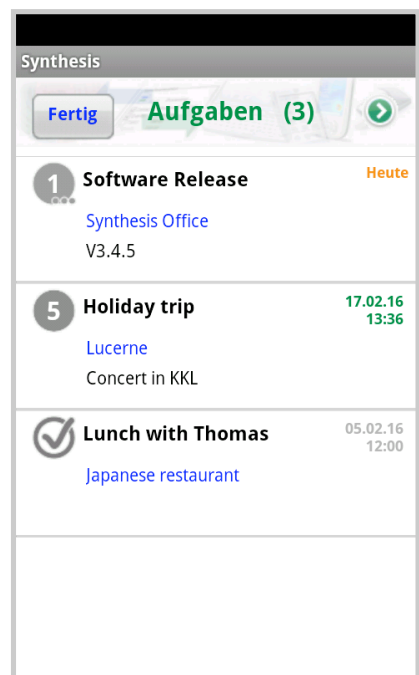 Synthesis
Fertig
Aufgaben (3)
1
Software Release
Heute
Synthesis Office
V3.4.5
5
Holiday trip
17.02.16
13:36
Lucerne
Concert in KKL
Lunch with Thomas
05.02.16
12:00
Japanese restaurant